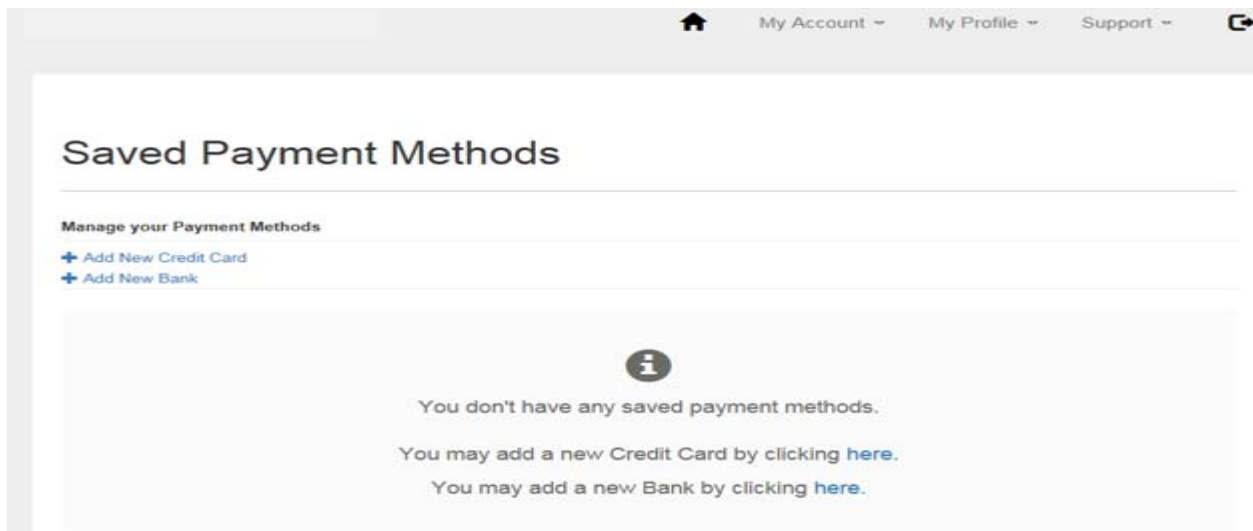 My Account My Profile Support
Saved Payment Methods
Manage your Payment Methods
Add New Credit Card
Add New Bank
You don't have any saved payment methods.
You may add a new Credit Card by clicking here.
You may add a new Bank by clicking here.